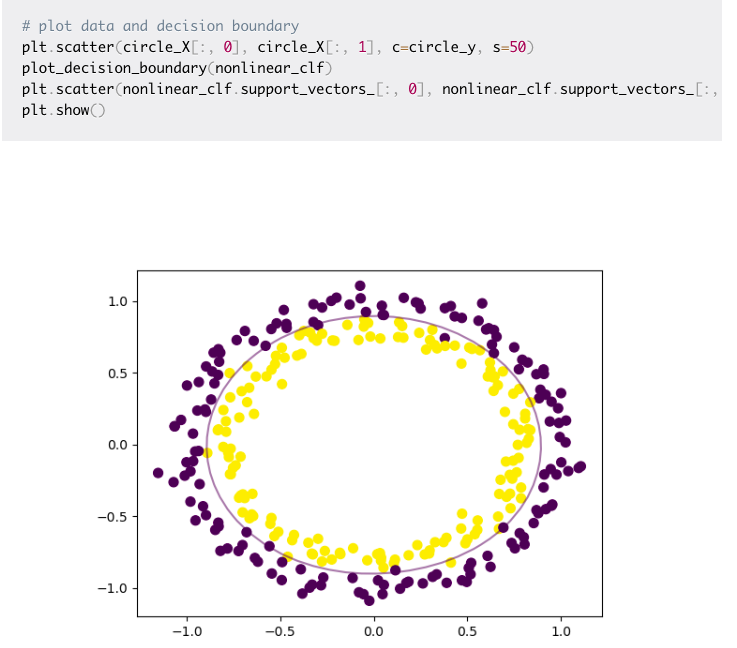 # plot data and decision boundary
plt.scatter(circle_X[:, 0], circle_X[:, 1], c=circle_y, s=50)
plot_decision_boundary(nonlinear_clf)
plt.scatter(nonlinear_clf.support_vectors_[:, 0], nonlinear_clf.support_vectors_[:,
plt.show()
1.0
0.5
0.0
−0.5
−1.0
−1.0 −0.5 0.0 0.5 1.0